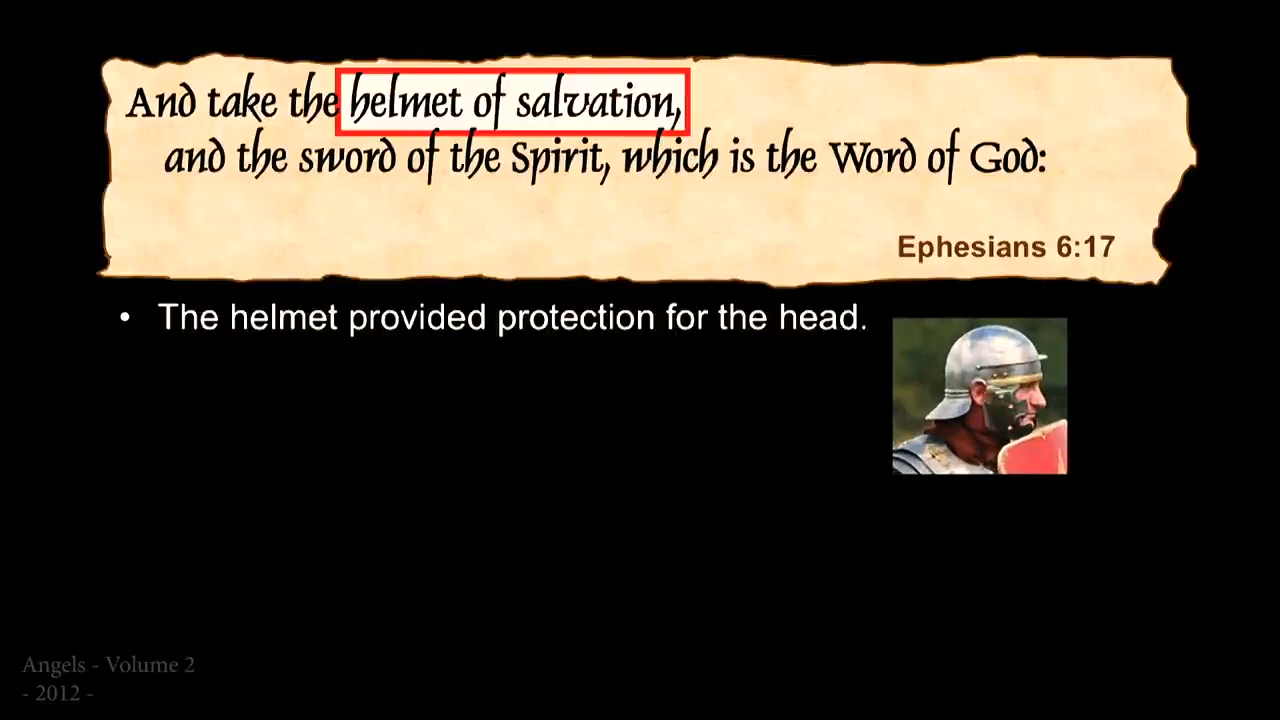 And take the helmet of salvation,
and the sword of the Spirit, which is the Word of God:
Ephesians 6:17
• The helmet provided protection for the head.
Angels - Volume 2
- 2012 -